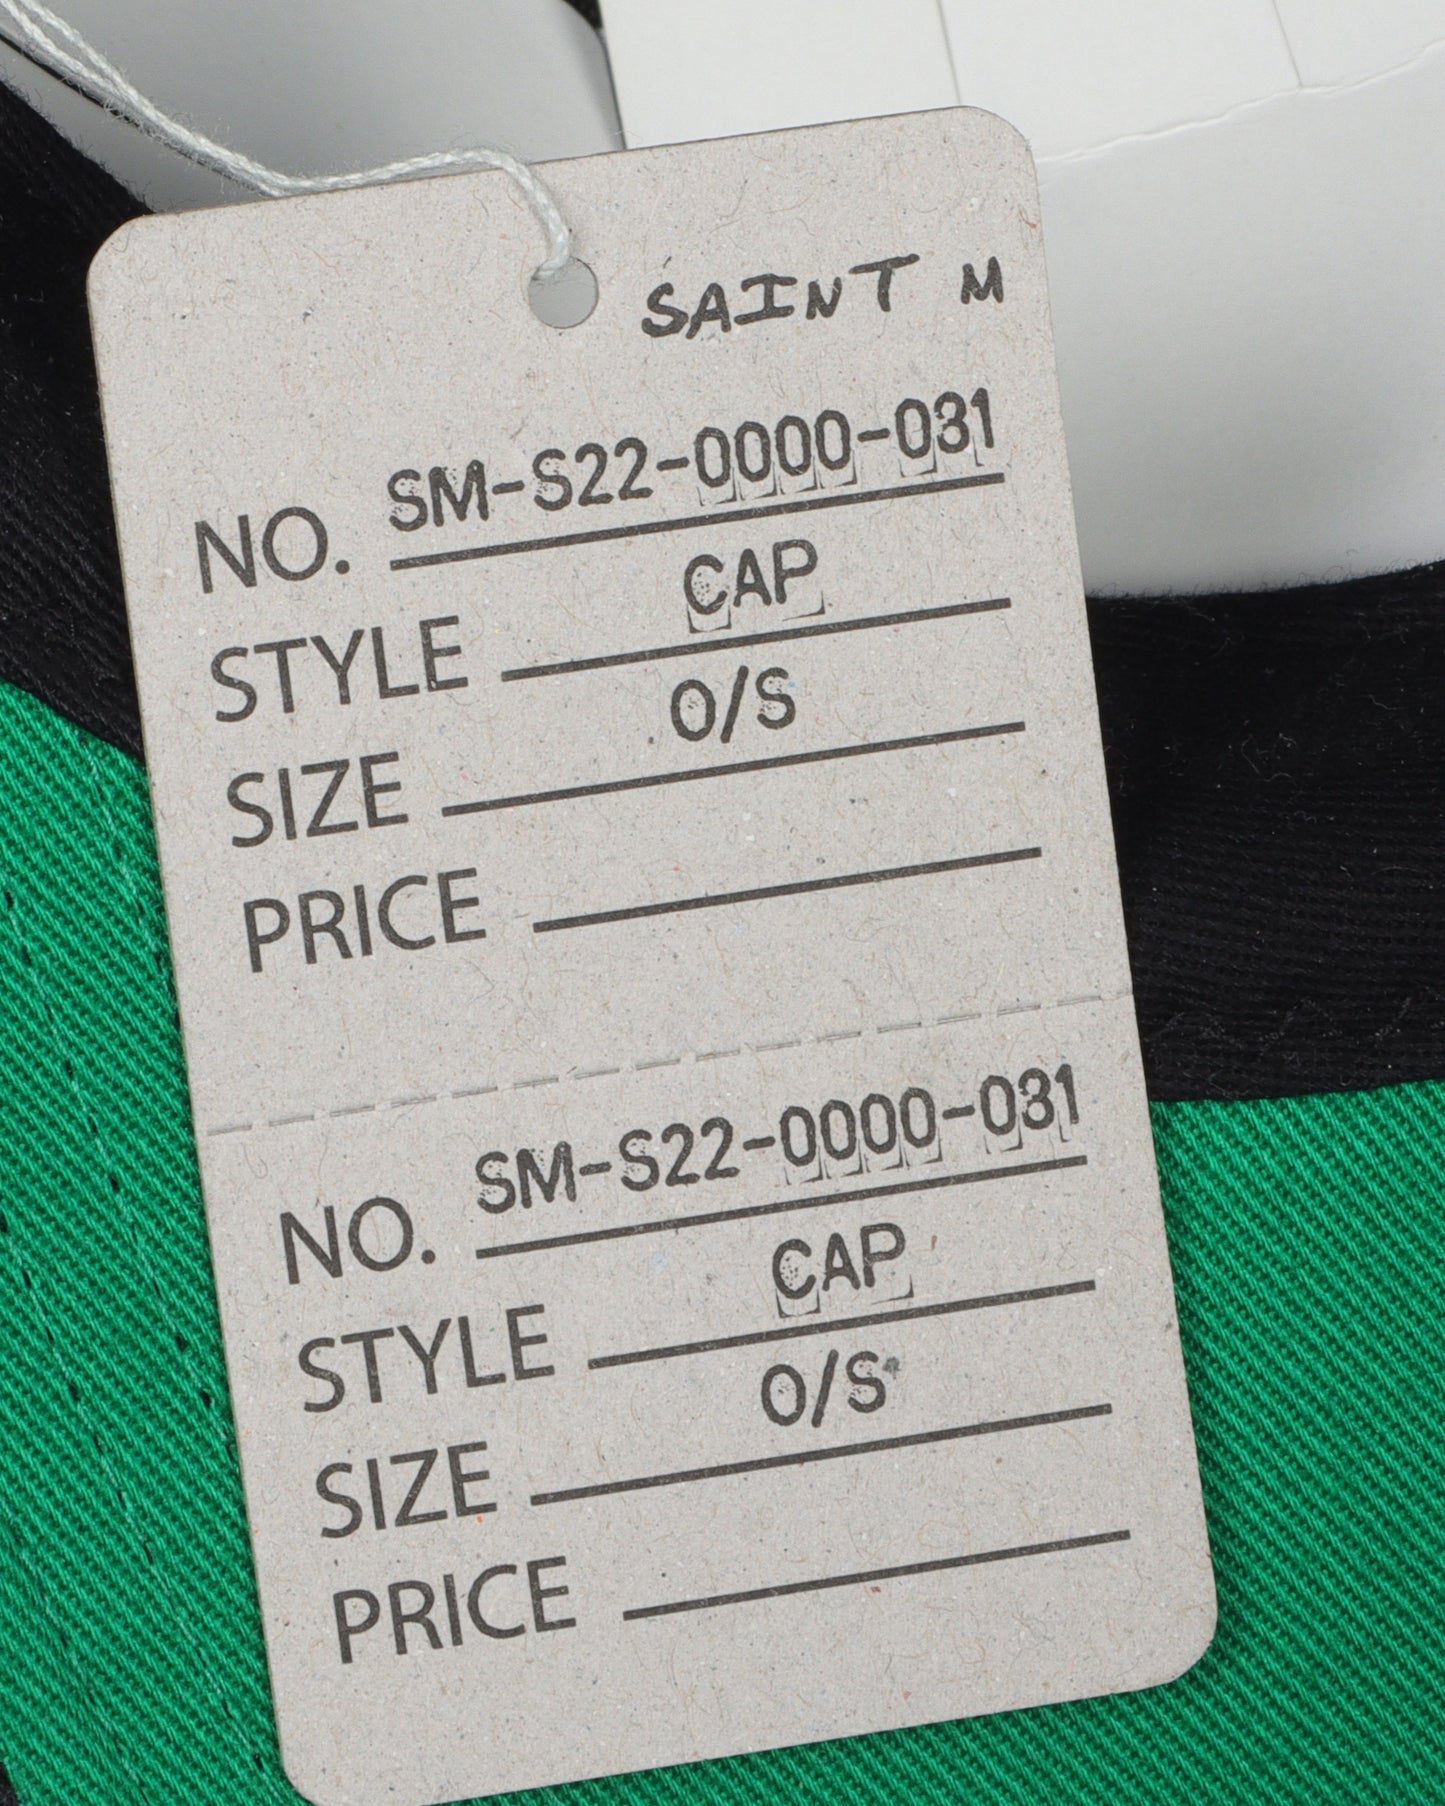 SAINT M
NO. SM-S22-0000-031
STYLE CAP
SIZE O/S
PRICE
NO. SM-S22-0000-031
STYLE CAP
SIZE O/S
PRICE